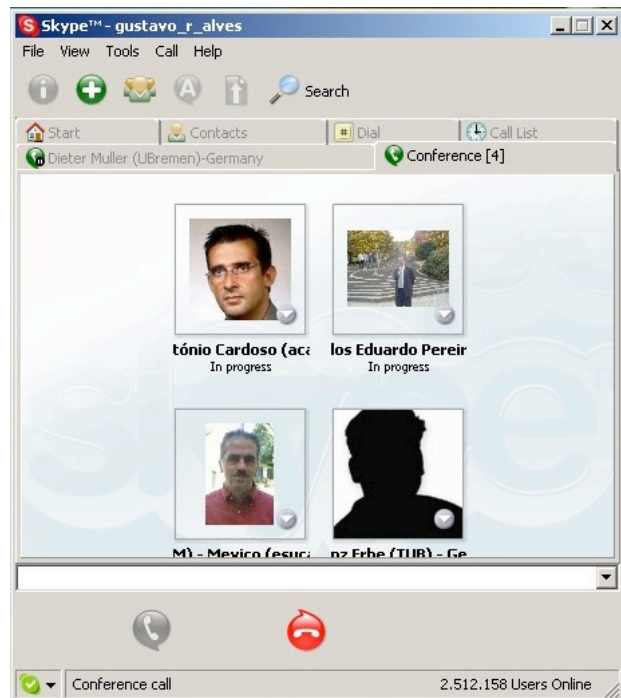 Skype™ - gustavo_r_alves
File View Tools Call Help
Search
Start Contacts Dial Call List
Dieter Muller (UBremen)-Germany Conference [4]
tónio Cardoso (aca los Eduardo Pereir
In progress In progress
M) - Mexico (esuca nz Erbe (TUB) - Ge
Conference call 2.512.158 Users Online